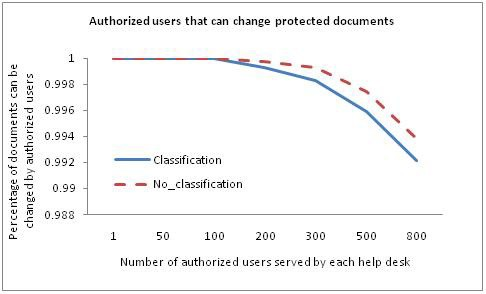 Authorized users that can change protected documents
Percentage of documents can be
changed by authorized users
1
0.998
0.996
0.994
0.992
0.99
0.988
Classification
No_classification
1 50 100 200 300 500 800
Number of authorized users served by each help desk